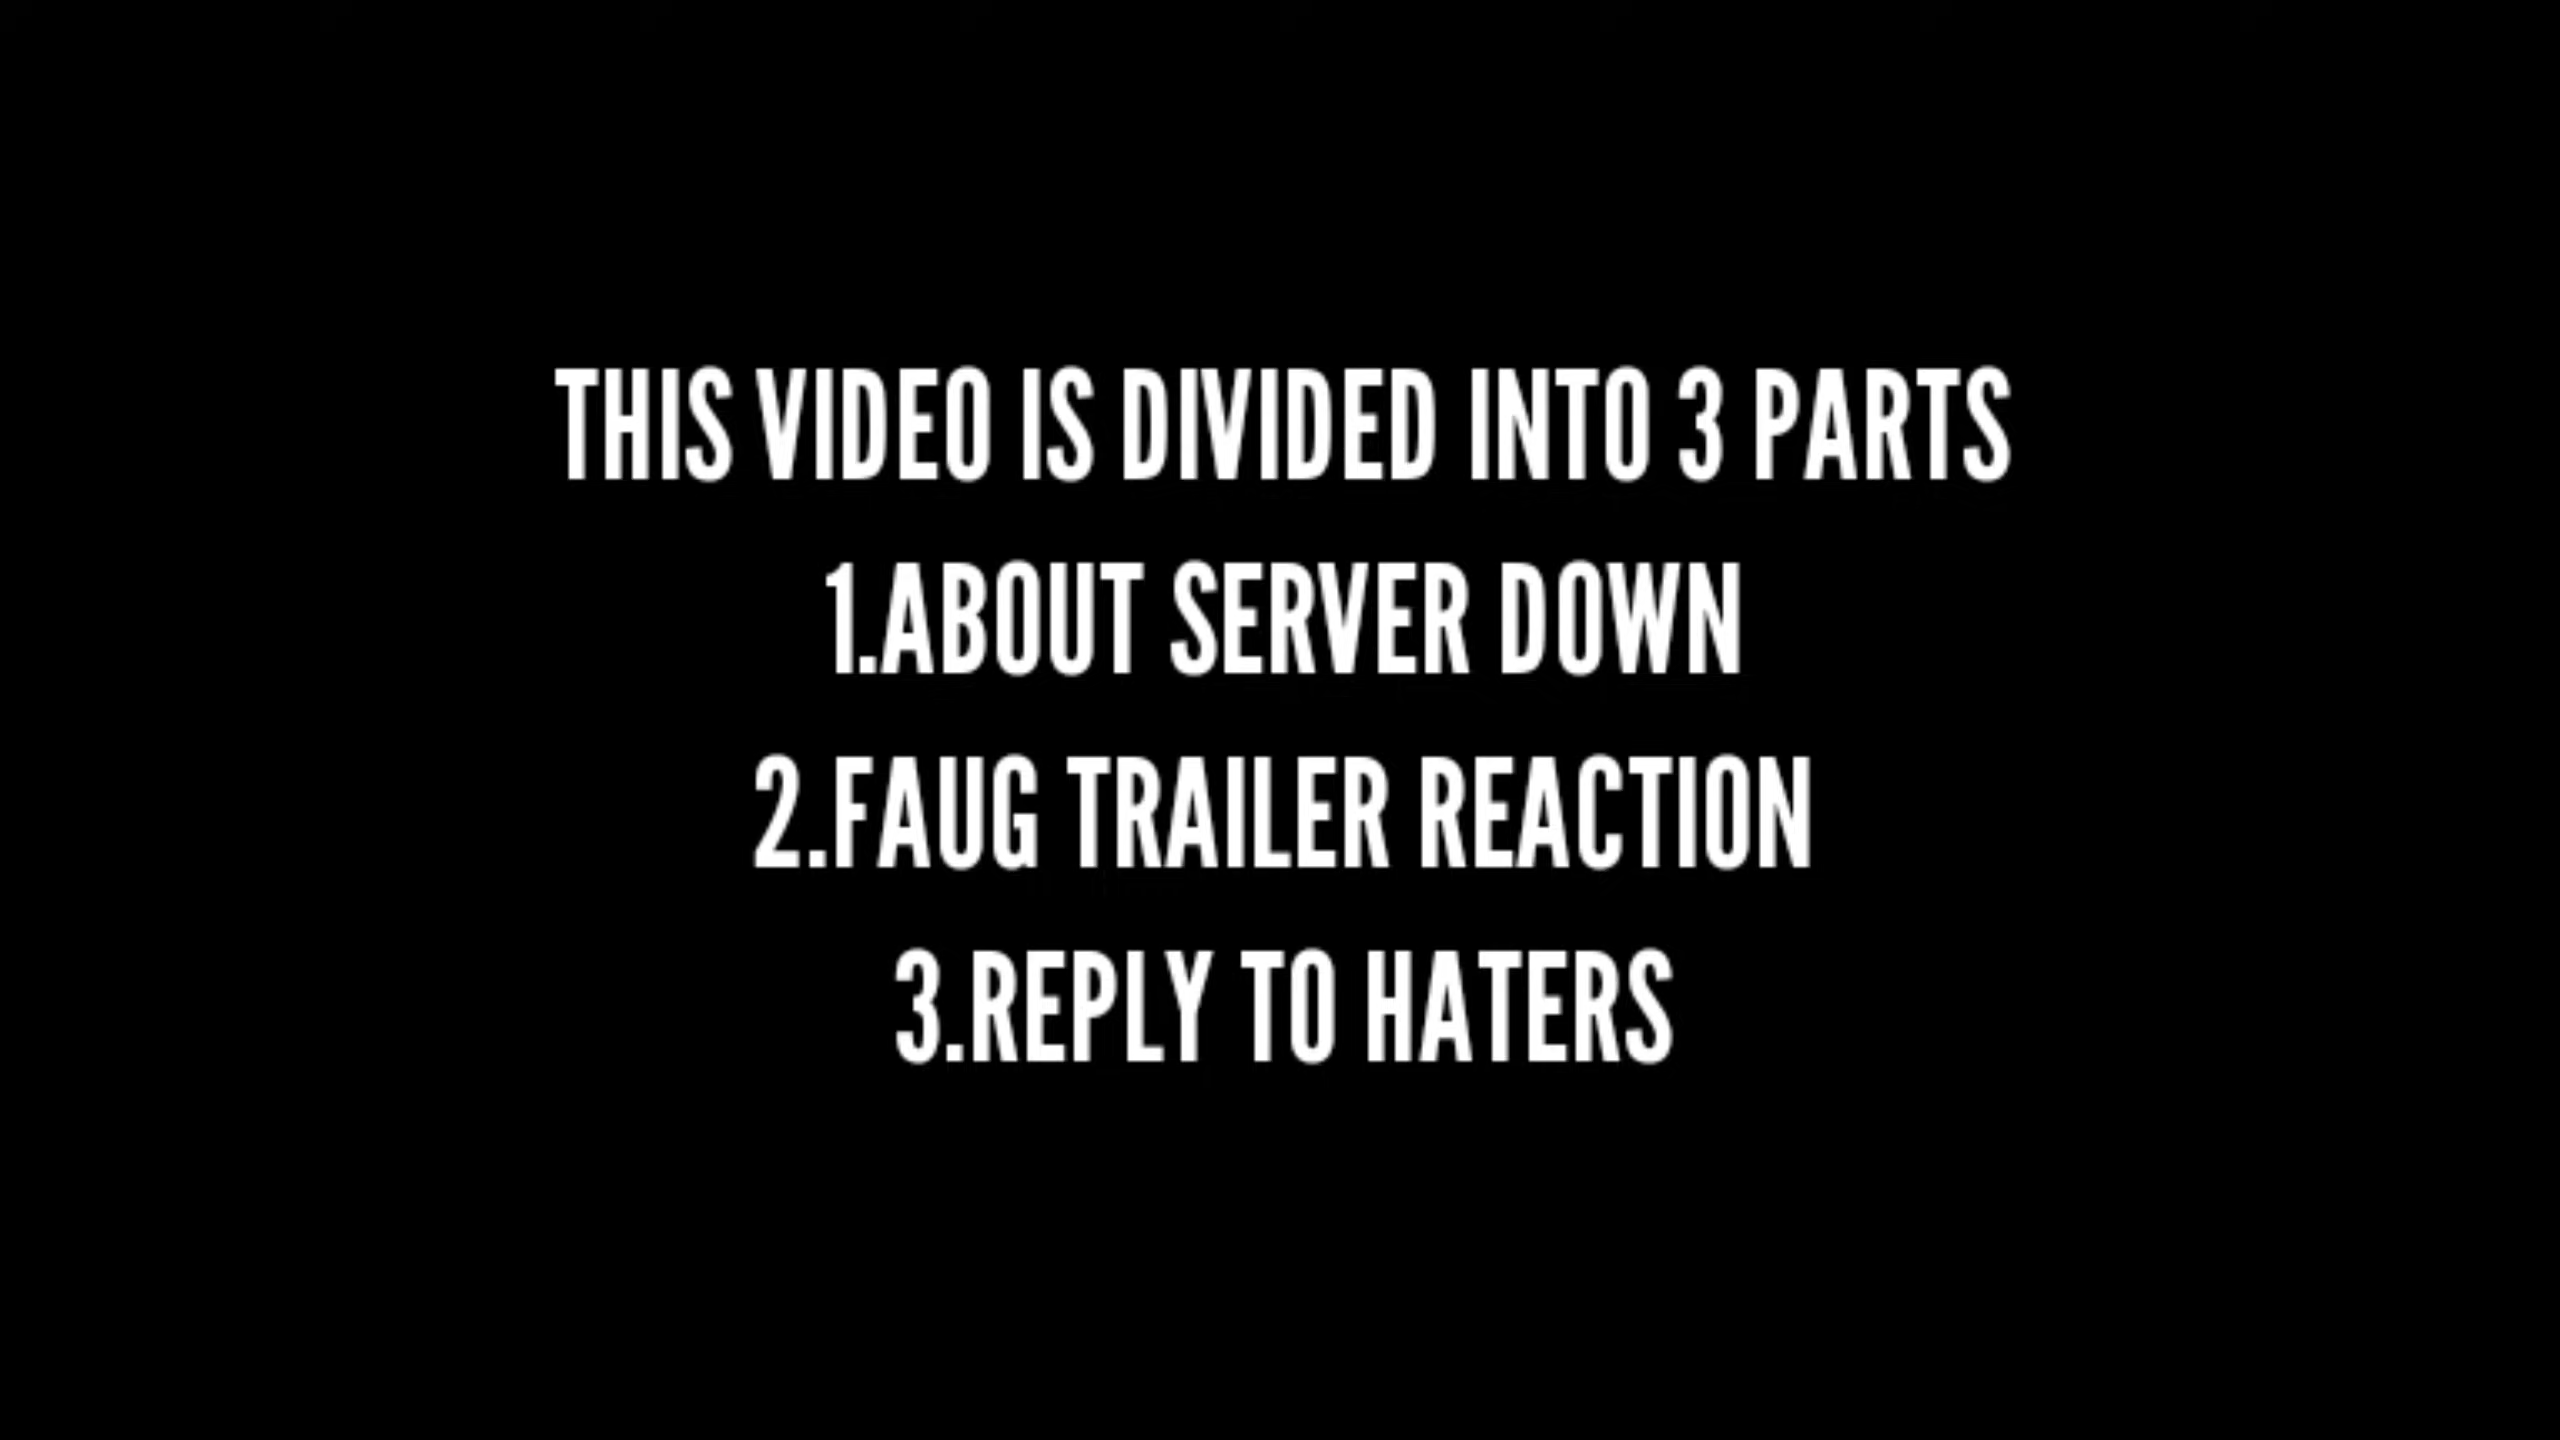 THIS VIDEO IS DIVIDED INTO 3 PARTS
1.ABOUT SERVER DOWN
2.FAUG TRAILER REACTION
3.REPLY TO HATERS